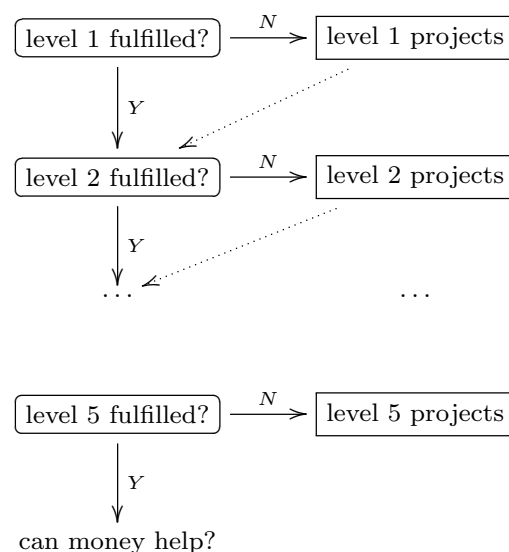 level 1 fulfilled? N level 1 projects
Y
level 2 fulfilled? N level 2 projects
Y
... ...
level 5 fulfilled? N level 5 projects
Y
can money help?